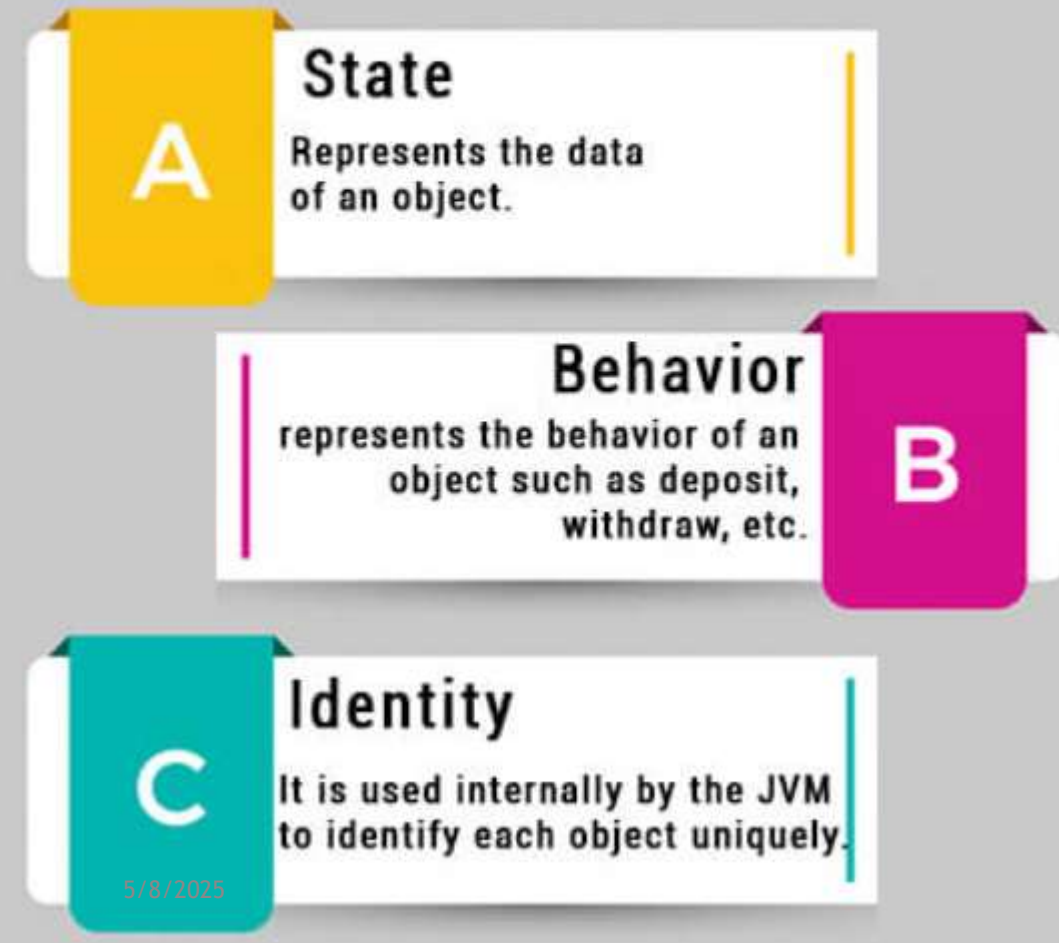 A
State
Represents the data
of an object.
Behavior
represents the behavior of an
object such as deposit,
withdraw, etc.
B
C
Identity
It is used internally by the JVM
to identify each object uniquely.
5/8/2025